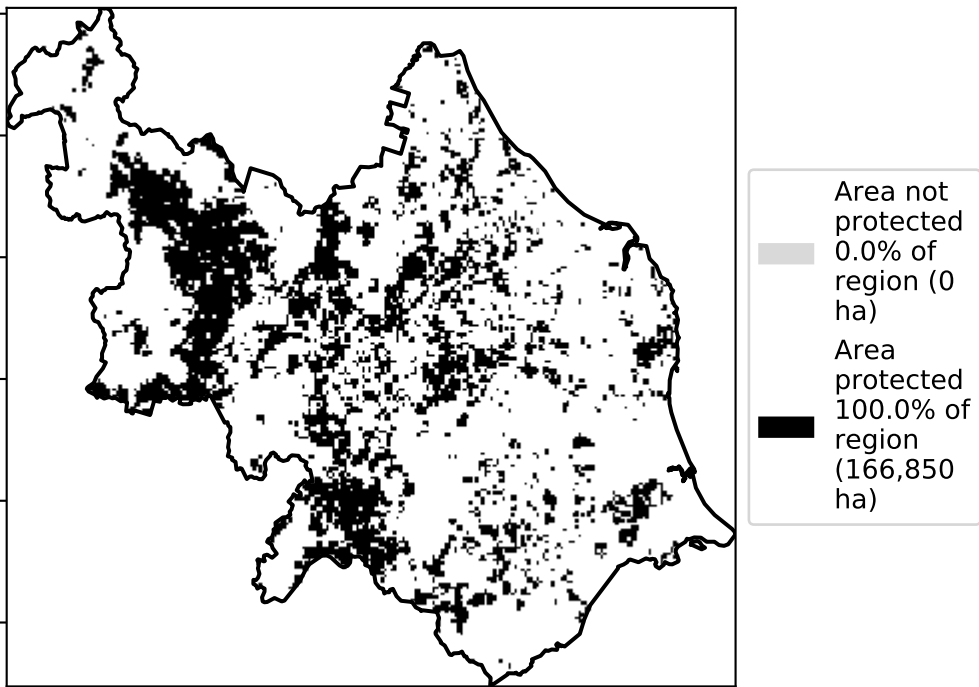 Area not
protected
0.0% of
region (0
ha)
Area
protected
100.0% of
region
(166,850
ha)